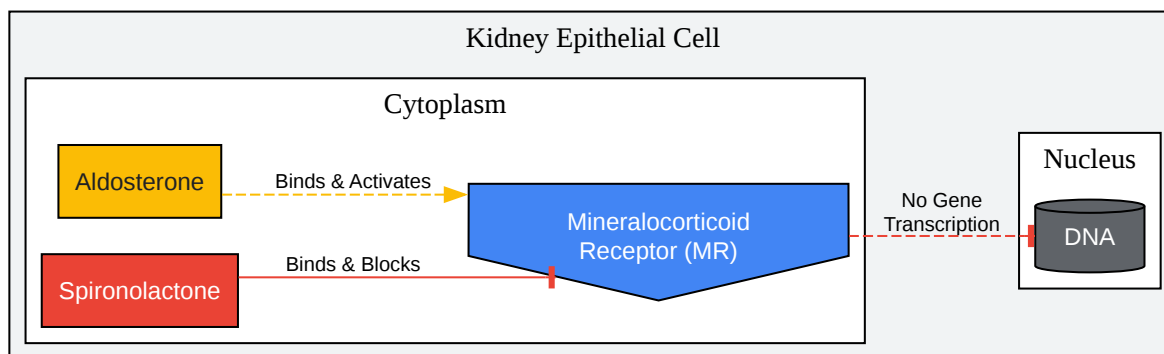 Kidney Epithelial Cell
Cytoplasm
Nucleus
Aldosterone
Binds & Activates
Mineralocorticoid
Receptor (MR)
No Gene
Transcription
DNA
Spironolactone
Binds & Blocks